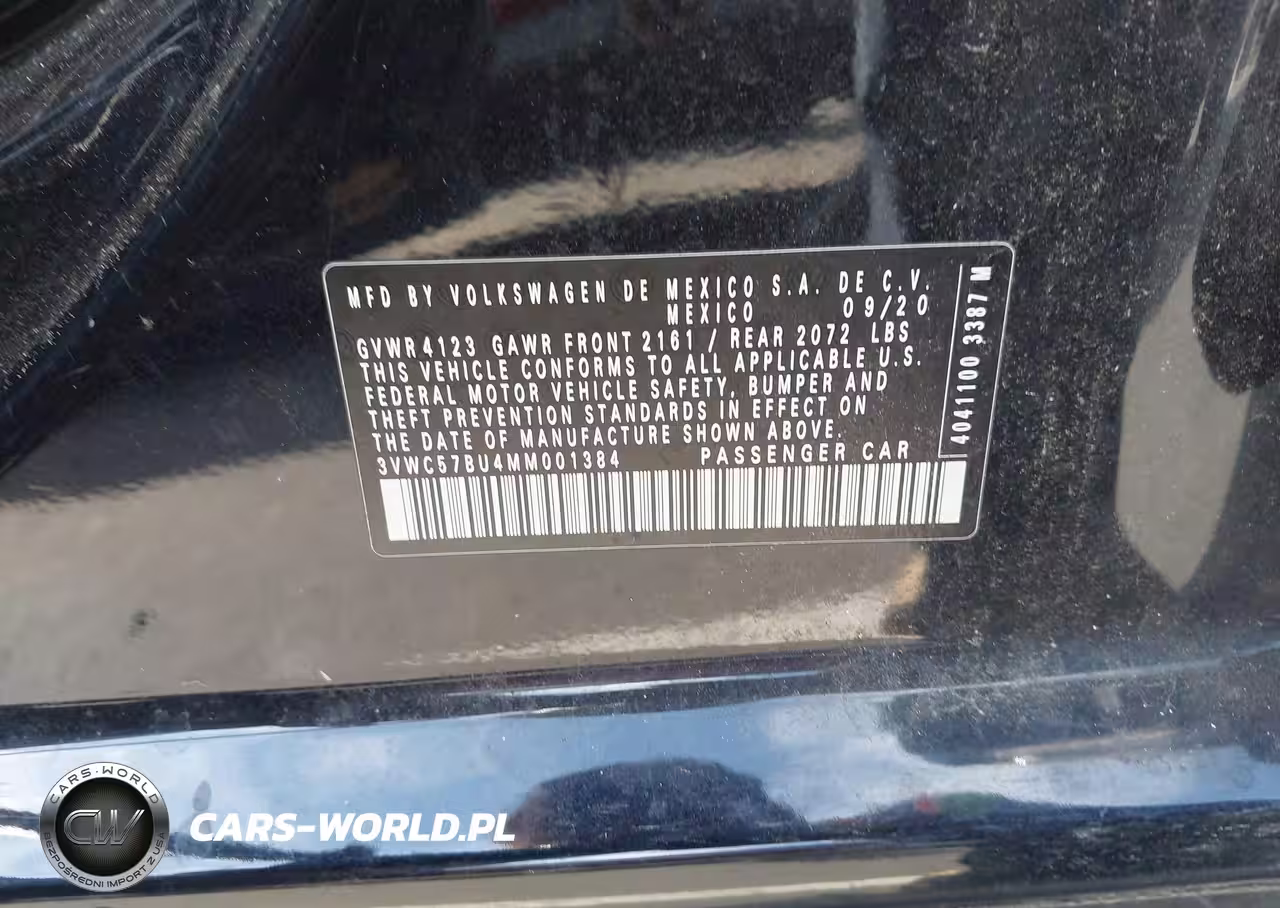 MFD BY VOLKSWAGEN DE MEXICO S.A. DE C.V.
MEXICO 09/20
GVWR 4123 GAWR FRONT 2161 / REAR 2072 LBS
THIS VEHICLE CONFORMS TO ALL APPLICABLE U.S.
FEDERAL MOTOR VEHICLE SAFETY, BUMPER AND
THEFT PREVENTION STANDARDS IN EFFECT ON
THE DATE OF MANUFACTURE SHOWN ABOVE.
3VWC57BU4MM001384 PASSENGER CAR
4041100 3387 M
CARS-WORLD
CW
BEZPOŚREDNI IMPORT Z USA
CARS-WORLD.PL